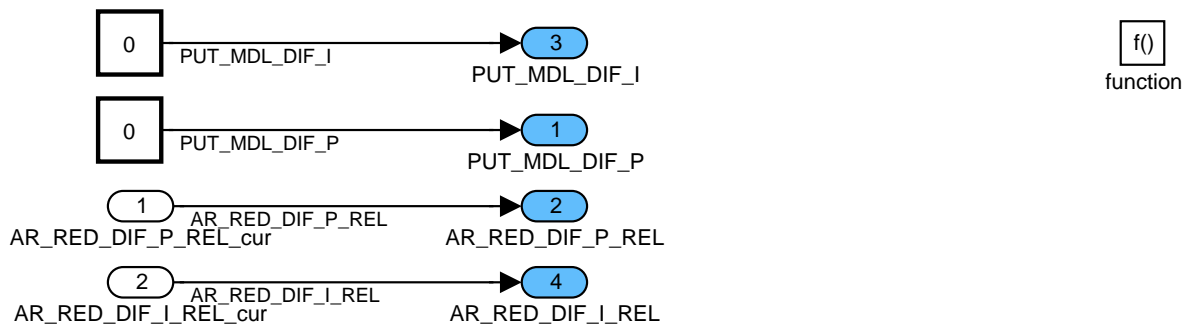 0
PUT_MDL_DIF_I
3
PUT_MDL_DIF_I
f()
function
0
PUT_MDL_DIF_P
1
PUT_MDL_DIF_P
1
AR_RED_DIF_P_REL_cur
AR_RED_DIF_P_REL
2
AR_RED_DIF_P_REL
2
AR_RED_DIF_I_REL_cur
AR_RED_DIF_I_REL
4
AR_RED_DIF_I_REL